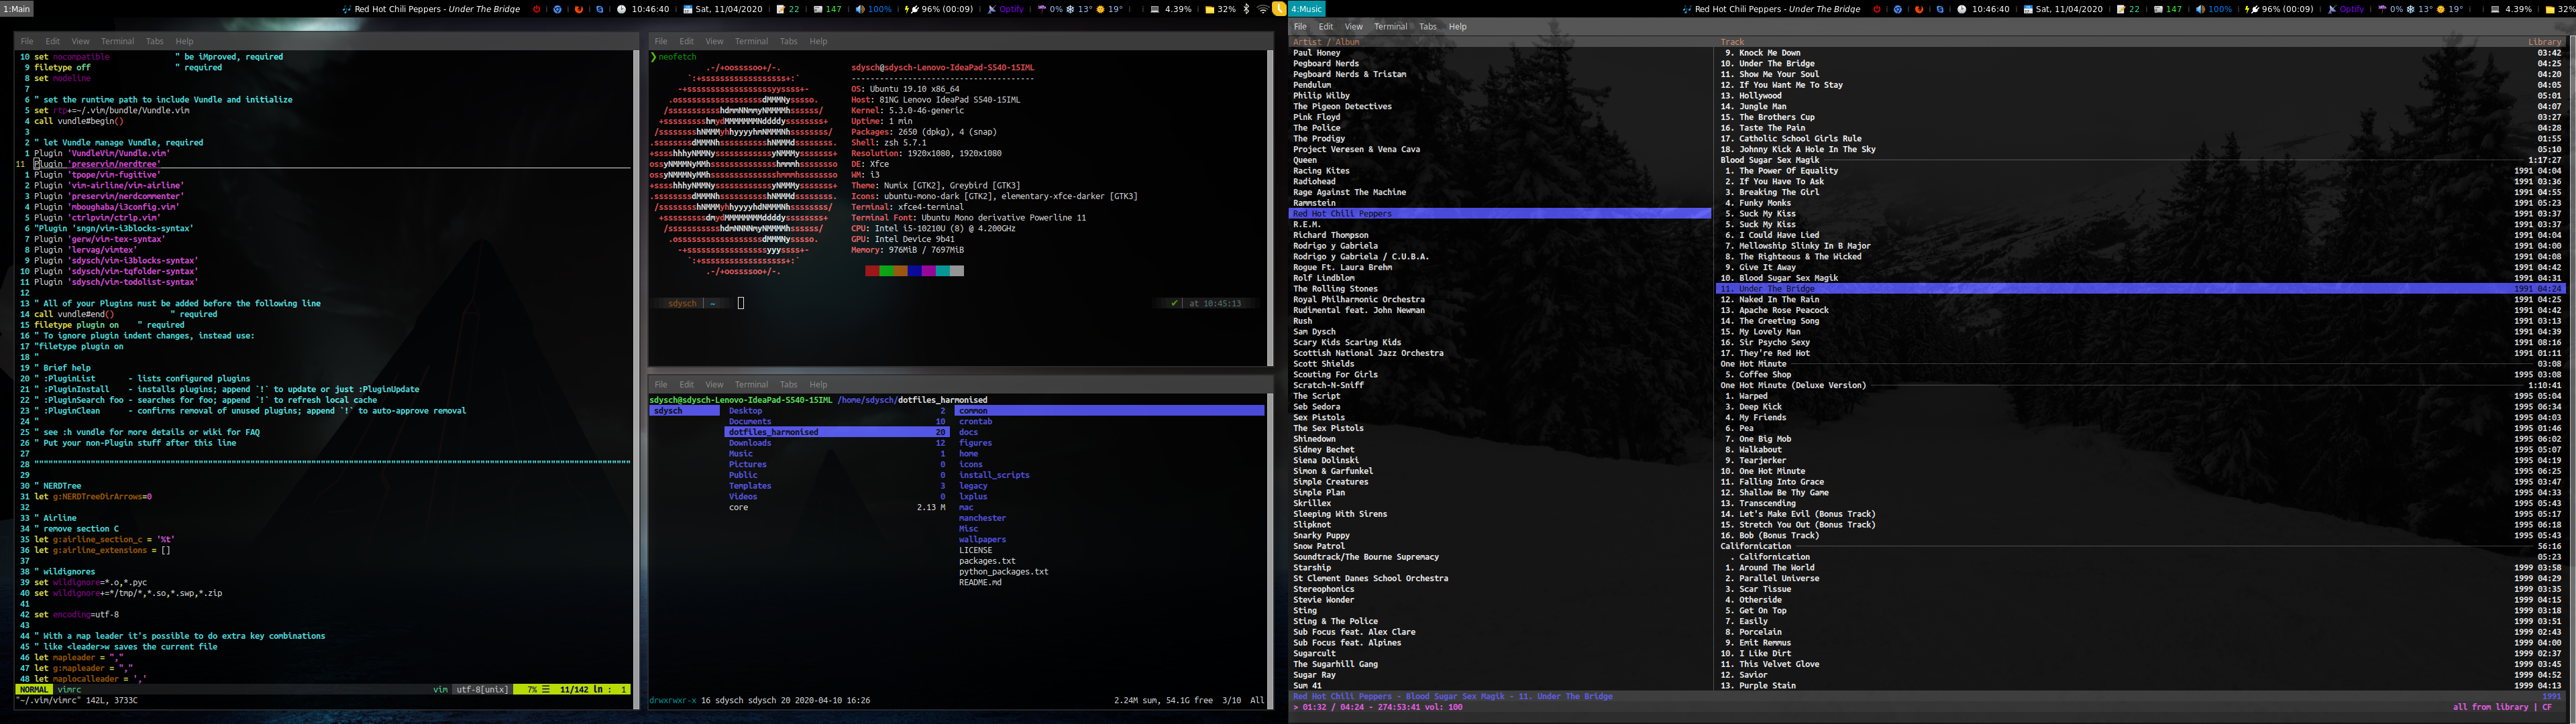 1:Main
Red Hot Chili Peppers - Under The Bridge
10:46:40
Sat, 11/04/2020
22
147
100%
96% (00:09)
Optify
0%
13°
19°
4.39%
32%
File Edit View Terminal Tabs Help
10 set nocompatible " be iMproved, required
9 filetype off " required
8 set modeline
7
6 " set the runtime path to include Vundle and initialize
5 set rtp+=~/.vim/bundle/Vundle.vim
4 call vundle#begin()
3
2 " let Vundle manage Vundle, required
1 Plugin 'VundleVim/Vundle.vim'
11 Plugin 'preservim/nerdtree'
1 Plugin 'tpope/vim-fugitive'
2 Plugin 'vim-airline/vim-airline'
3 Plugin 'preservim/nerdcommenter'
4 Plugin 'mboughaba/i3config.vim'
5 Plugin 'ctrlpvim/ctrlp.vim'
6 "Plugin 'sngn/vim-i3blocks-syntax'
7 Plugin 'gerw/vim-tex-syntax'
8 Plugin 'lervag/vimtex'
9 Plugin 'sdysch/vim-i3blocks-syntax'
10 Plugin 'sdysch/vim-tqfolder-syntax'
11 Plugin 'sdysch/vim-todolist-syntax'
12
13 " All of your Plugins must be added before the following line
14 call vundle#end() " required
15 filetype plugin on " required
16 " To ignore plugin indent changes, instead use:
17 "filetype plugin on
18 "
19 " Brief help
20 " :PluginList - lists configured plugins
21 " :PluginInstall - installs plugins; append `!` to update or just :PluginUpdate
22 " :PluginSearch foo - searches for foo; append `!` to refresh local cache
23 " :PluginClean - confirms removal of unused plugins; append `!` to auto-approve removal
24 "
25 " see :h vundle for more details or wiki for FAQ
26 " Put your non-Plugin stuff after this line
27
28
29
30 " NERDTree
31 let g:NERDTreeDirArrows=0
32
33 " Airline
34 " remove section C
35 let g:airline_section_c = '%t'
36 let g:airline_extensions = []
37
38 " wildignores
39 set wildignore=*.o,*.pyc
40 set wildignore+=*/tmp/*,*.so,*.swp,*.zip
41
42 set encoding=utf-8
43
44 " With a map leader it's possible to do extra key combinations
45 " like <leader>w saves the current file
46 let mapleader = ","
47 let g:mapleader = ","
48 let maplocalleader = ','
NORMAL vimrc vim utf-8[unix] 7% ☰ 11/142 ln : 1
"~/.vim/vimrc" 142L, 3733C
File Edit View Terminal Tabs Help
❯ neofetch
sdysch@sdysch-Lenovo-IdeaPad-S540-15IML
OS: Ubuntu 19.10 x86_64
Host: 81NG Lenovo IdeaPad S540-15IML
Kernel: 5.3.0-46-generic
Uptime: 1 min
Packages: 2650 (dpkg), 4 (snap)
Shell: zsh 5.7.1
Resolution: 1920x1080, 1920x1080
DE: Xfce
WM: i3
Theme: Numix [GTK2], Greybird [GTK3]
Icons: ubuntu-mono-dark [GTK2], elementary-xfce-darker [GTK3]
Terminal: xfce4-terminal
Terminal Font: Ubuntu Mono derivative Powerline 11
CPU: Intel i5-10210U (8) @ 4.200GHz
GPU: Intel Device 9b41
Memory: 976MiB / 7697MiB
sdysch ~ ✔ at 10:45:13
File Edit View Terminal Tabs Help
sdysch@sdysch-Lenovo-IdeaPad-S540-15IML /home/sdysch/dotfiles_harmonised
sdysch
Desktop 2
Documents 10
dotfiles_harmonised 20
Downloads 12
Music 1
Pictures 0
Public 0
Templates 3
Videos 0
core 2.13 M
common
crontab
docs
figures
home
icons
install_scripts
legacy
lxplus
mac
manchester
Misc
wallpapers
LICENSE
packages.txt
python_packages.txt
README.md
drwxrwxr-x 16 sdysch sdysch 20 2020-04-10 16:26 2.24M sum, 54.1G free 3/10 All
4:Music
Red Hot Chili Peppers - Under The Bridge
10:46:40
Sat, 11/04/2020
22
147
100%
96% (00:09)
Optify
0%
13°
19°
4.39%
32%
File Edit View Terminal Tabs Help
Artist / Album
Paul Honey
Pegboard Nerds
Pegboard Nerds & Tristam
Pendulum
Philip Wilby
The Pigeon Detectives
Pink Floyd
The Police
The Prodigy
Project Veresen & Vena Cava
Queen
Racing Kites
Radiohead
Rage Against The Machine
Rammstein
Red Hot Chili Peppers
R.E.M.
Richard Thompson
Rodrigo y Gabriela
Rodrigo y Gabriela / C.U.B.A.
Rogue Ft. Laura Brehm
Rolf Lindblom
The Rolling Stones
Royal Philharmonic Orchestra
Rudimental feat. John Newman
Rush
Sam Dysch
Scary Kids Scaring Kids
Scottish National Jazz Orchestra
Scott Shields
Scouting For Girls
Scratch-N-Sniff
The Script
Seb Sedora
Sex Pistols
The Sex Pistols
Shinedown
Sidney Bechet
Siena Dolinski
Simon & Garfunkel
Simple Creatures
Simple Plan
Skrillex
Sleeping With Sirens
Slipknot
Snarky Puppy
Snow Patrol
Soundtrack/The Bourne Supremacy
Starship
St Clement Danes School Orchestra
Stereophonics
Stevie Wonder
Sting
Sting & The Police
Sub Focus feat. Alex Clare
Sub Focus feat. Alpines
Sugarcult
The Sugarhill Gang
Sugar Ray
Sum 41
Track Library
9. Knock Me Down 03:42
10. Under The Bridge 04:25
11. Show Me Your Soul 04:20
12. If You Want Me To Stay 04:05
13. Hollywood 05:01
14. Jungle Man 04:07
15. The Brothers Cup 03:27
16. Taste The Pain 04:28
17. Catholic School Girls Rule 01:55
18. Johnny Kick A Hole In The Sky 05:10
Blood Sugar Sex Magik 1:17:27
1. The Power Of Equality 1991 04:04
2. If You Have To Ask 1991 03:36
3. Breaking The Girl 1991 04:55
4. Funky Monks 1991 05:23
5. Suck My Kiss 1991 03:37
5. Suck My Kiss 1991 03:37
6. I Could Have Lied 1991 04:04
7. Mellowship Slinky In B Major 1991 04:00
8. The Righteous & The Wicked 1991 04:08
9. Give It Away 1991 04:42
10. Blood Sugar Sex Magik 1991 04:31
11. Under The Bridge 1991 04:24
12. Naked In The Rain 1991 04:25
13. Apache Rose Peacock 1991 04:42
14. The Greeting Song 1991 03:13
15. My Lovely Man 1991 04:39
16. Sir Psycho Sexy 1991 08:16
17. They're Red Hot 1991 01:11
One Hot Minute 03:08
5. Coffee Shop 1995 03:08
One Hot Minute (Deluxe Version) 1:10:41
1. Warped 1995 05:04
3. Deep Kick 1995 06:34
4. My Friends 1995 04:03
6. Pea 1995 01:46
7. One Big Mob 1995 06:02
8. Walkabout 1995 05:07
9. Tearjerker 1995 04:19
10. One Hot Minute 1995 06:25
11. Falling Into Grace 1995 03:47
12. Shallow Be Thy Game 1995 04:33
13. Transcending 1995 05:43
14. Let's Make Evil (Bonus Track) 1995 05:17
15. Stretch You Out (Bonus Track) 1995 06:18
16. Bob (Bonus Track) 1995 05:43
Californication 56:16
. Californication 05:23
1. Around The World 1999 03:58
2. Parallel Universe 1999 04:29
3. Scar Tissue 1999 03:35
4. Otherside 1999 04:15
5. Get On Top 1999 03:18
7. Easily 1999 03:51
8. Porcelain 1999 02:43
9. Emit Remmus 1999 04:00
10. I Like Dirt 1999 02:37
11. This Velvet Glove 1999 03:45
12. Savior 1999 04:52
13. Purple Stain 1999 04:13
Red Hot Chili Peppers - Blood Sugar Sex Magik - 11. Under The Bridge 1991
> 01:32 / 04:24 - 274:53:41 vol: 100 all from library | CF